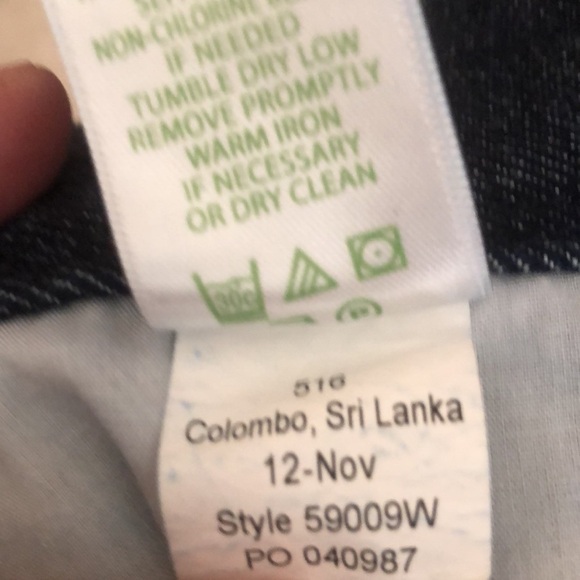 NON-CHLORINE
IF NEEDED
TUMBLE DRY LOW
REMOVE PROMPTLY
WARM IRON
IF NECESSARY
OR DRY CLEAN
30c
P
516
Colombo, Sri Lanka
12-Nov
Style 59009W
PO 040987